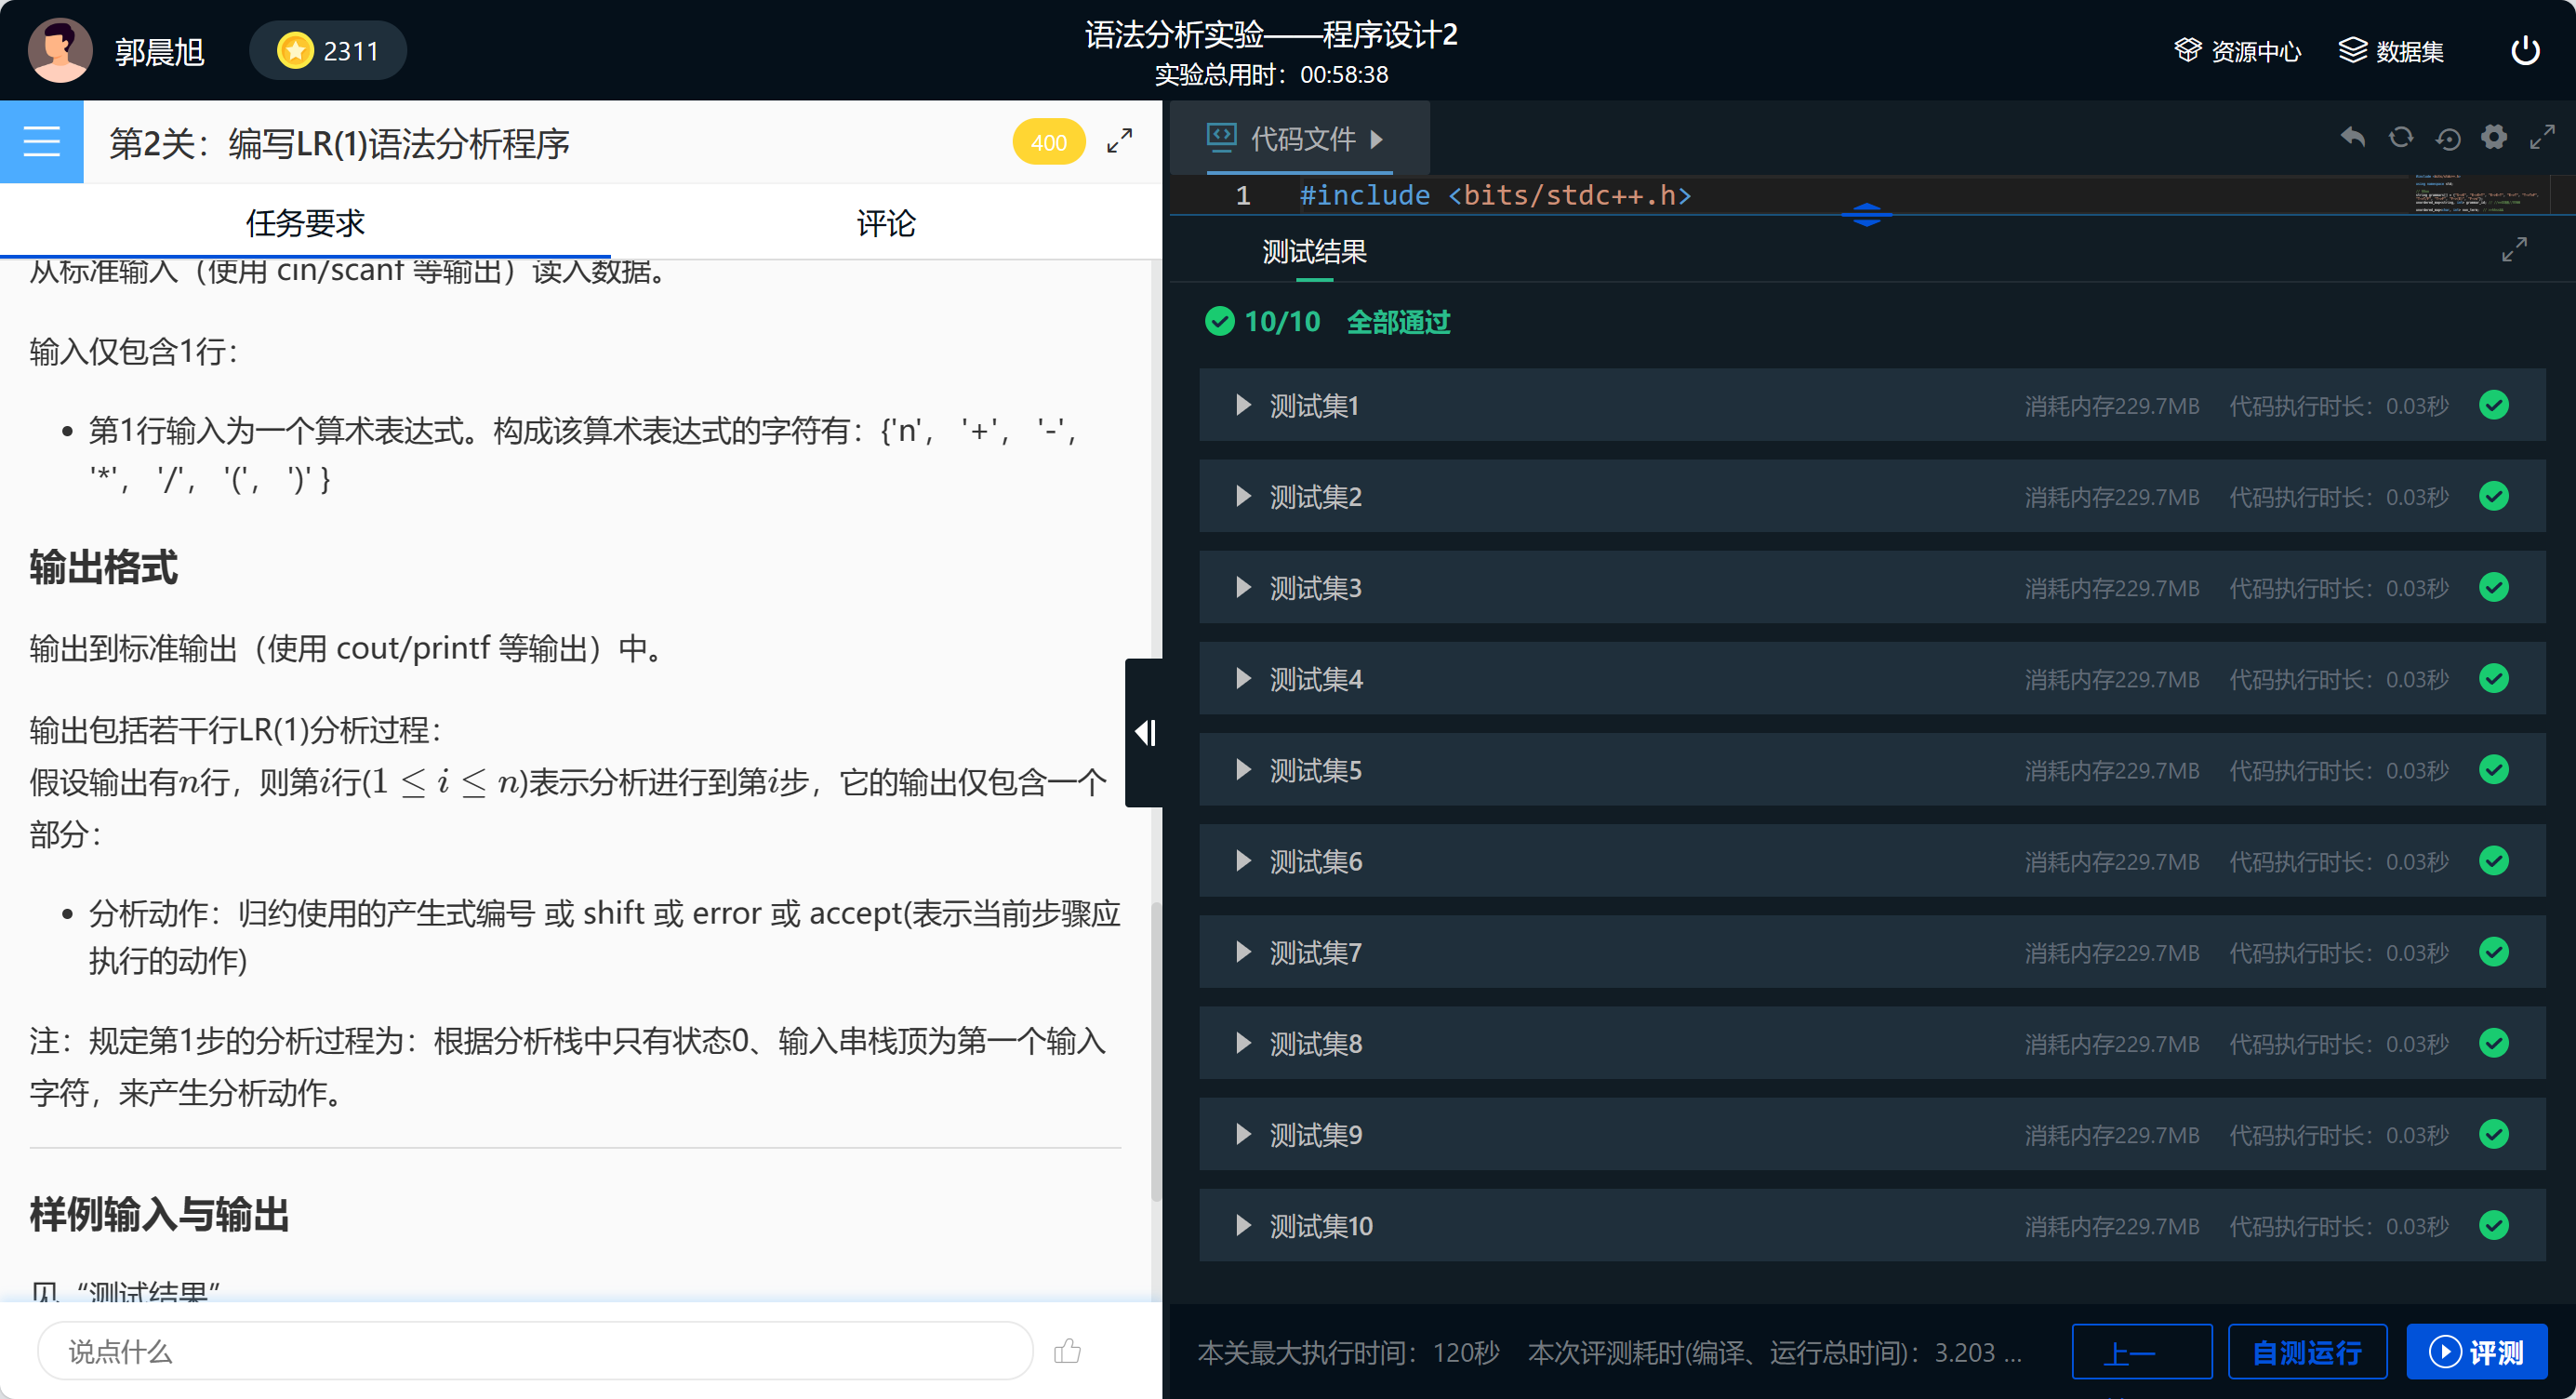 郭晨旭
2311
语法分析实验——程序设计2
实验总用时：00:58:38
资源中心
数据集
第2关：编写LR(1)语法分析程序
400
任务要求
评论
从标准输入（使用 cin/scanf 等输出）读入数据。
输入仅包含1行：
• 第1行输入为一个算术表达式。构成该算术表达式的字符有：{'n'， '+'， '-'，
'*'， '/'， '('， ')' }
输出格式
输出到标准输出（使用 cout/printf 等输出）中。
输出包括若干行LR(1)分析过程：
假设输出有n行，则第i行(1 ≤ i ≤ n)表示分析进行到第i步，它的输出仅包含一个
部分：
• 分析动作：归约使用的产生式编号 或 shift 或 error 或 accept(表示当前步骤应
执行的动作)
注：规定第1步的分析过程为：根据分析栈中只有状态0、输入串栈顶为第一个输入
字符，来产生分析动作。
样例输入与输出
见“测试结果”
说点什么
代码文件
1 #include <bits/stdc++.h>
测试结果
10/10 全部通过
测试集1 消耗内存229.7MB 代码执行时长：0.03秒
测试集2 消耗内存229.7MB 代码执行时长：0.03秒
测试集3 消耗内存229.7MB 代码执行时长：0.03秒
测试集4 消耗内存229.7MB 代码执行时长：0.03秒
测试集5 消耗内存229.7MB 代码执行时长：0.03秒
测试集6 消耗内存229.7MB 代码执行时长：0.03秒
测试集7 消耗内存229.7MB 代码执行时长：0.03秒
测试集8 消耗内存229.7MB 代码执行时长：0.03秒
测试集9 消耗内存229.7MB 代码执行时长：0.03秒
测试集10 消耗内存229.7MB 代码执行时长：0.03秒
本关最大执行时间：120秒 本次评测耗时(编译、运行总时间)：3.203 ...
上一
自测运行
评测